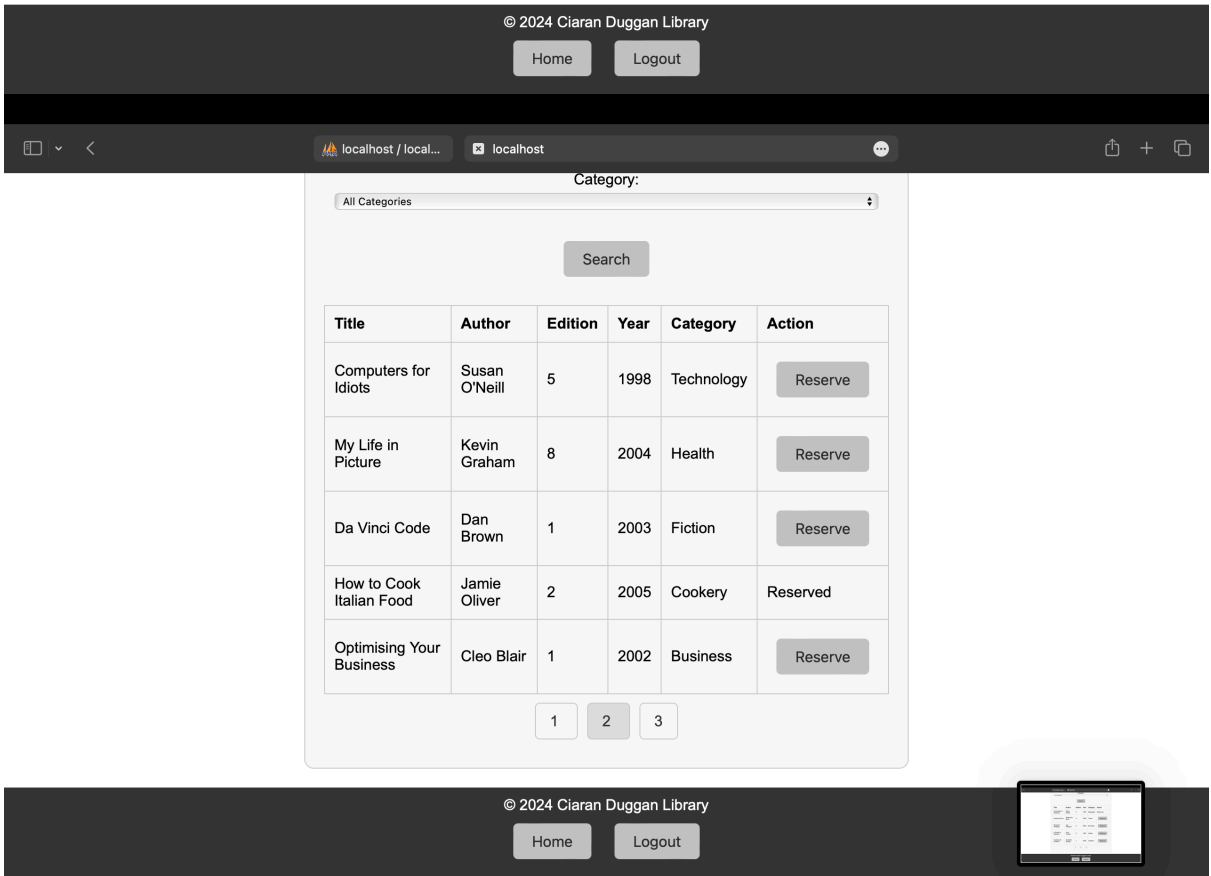 © 2024 Ciaran Duggan Library
Home Logout
localhost / local... localhost
Category:
All Categories
Search
Title Author Edition Year Category Action
Computers for Idiots Susan O'Neill 5 1998 Technology Reserve
My Life in Picture Kevin Graham 8 2004 Health Reserve
Da Vinci Code Dan Brown 1 2003 Fiction Reserve
How to Cook Italian Food Jamie Oliver 2 2005 Cookery Reserved
Optimising Your Business Cleo Blair 1 2002 Business Reserve
1 2 3
© 2024 Ciaran Duggan Library
Home Logout